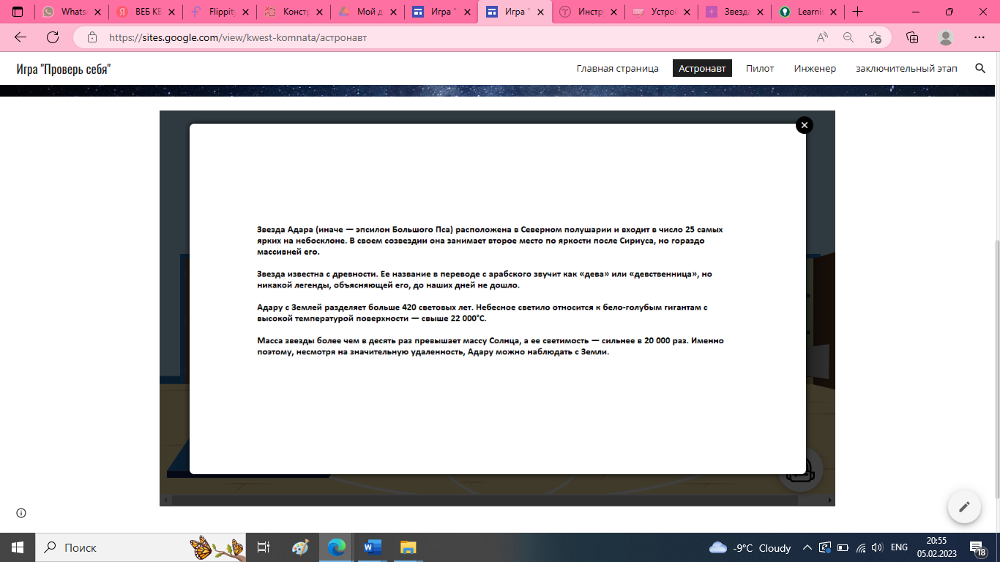 WhatsA
ВЕБ КВ
Flippity
Констр
Мой д
Игра "
Игра "
Инстр
Устрой
Звезда
Learnis
https://sites.google.com/view/kwest-komnata/астронавт
Игра "Проверь себя"
Главная страница
Астронавт
Пилот
Инженер
заключительный этап
Звезда Адара (иначе — эпсилон Большого Пса) расположена в Северном полушарии и входит в число 25 самых
ярких на небосклоне. В своем созвездии она занимает второе место по яркости после Сириуса, но гораздо
массивней его.
Звезда известна с древности. Ее название в переводе с арабского звучит как «дева» или «девственница», но
никакой легенды, объясняющей его, до наших дней не дошло.
Адару с Землей разделяет больше 420 световых лет. Небесное светило относится к бело-голубым гигантам с
высокой температурой поверхности — свыше 22 000°С.
Масса звезды более чем в десять раз превышает массу Солнца, а ее светимость — сильнее в 20 000 раз. Именно
поэтому, несмотря на значительную удаленность, Адару можно наблюдать с Земли.
Поиск
-9°C Cloudy
ENG
20:55
05.02.2023
18